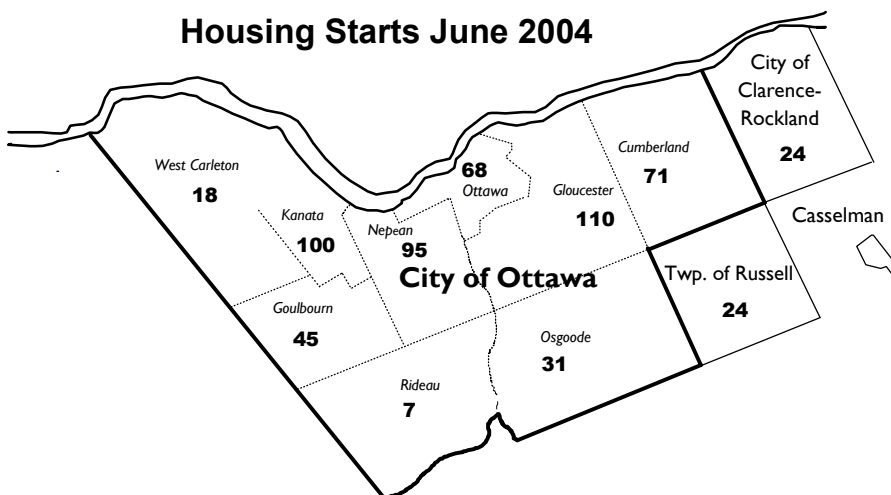 Housing Starts June 2004
City of
Clarence-
Rockland
24
Cumberland
71
68
Ottawa
West Carleton
18
Gloucester
110
Kanata
100
Nepean
95
Casselman
City of Ottawa
Twp. of Russell
24
Goulbourn
45
Osgoode
31
Rideau
7